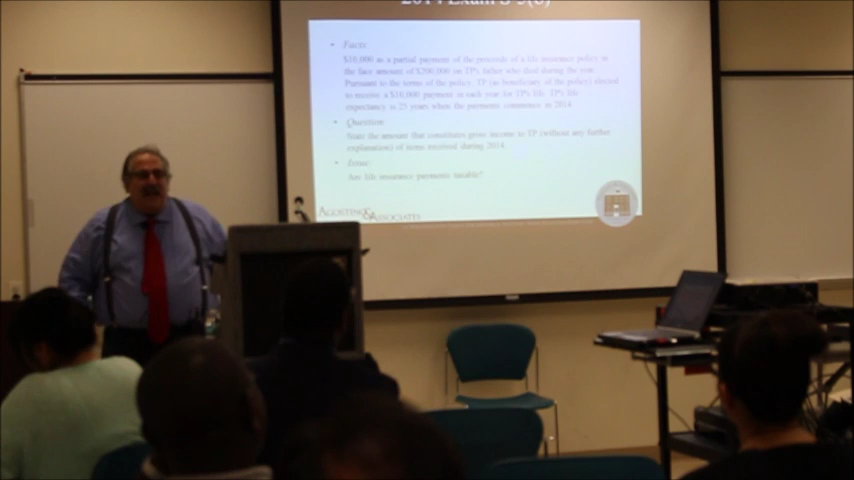 2014 Exam S-3(6)
• Facts:
$10,000 as a partial payment of the proceeds of a life insurance policy in
the face amount of $200,000 on TP's father who died during the year.
Pursuant to the terms of the policy, TP (as beneficiary of the policy) elected
to receive a $10,000 payment in each year for TP's life. TP's life
expectancy is 25 years when the payments commence in 2014.
• Question:
State the amount that constitutes gross income to TP (without any further
explanation) of items received during 2014.
• Issue:
Are life insurance payments taxable?
AGOSTINO & ASSOCIATES